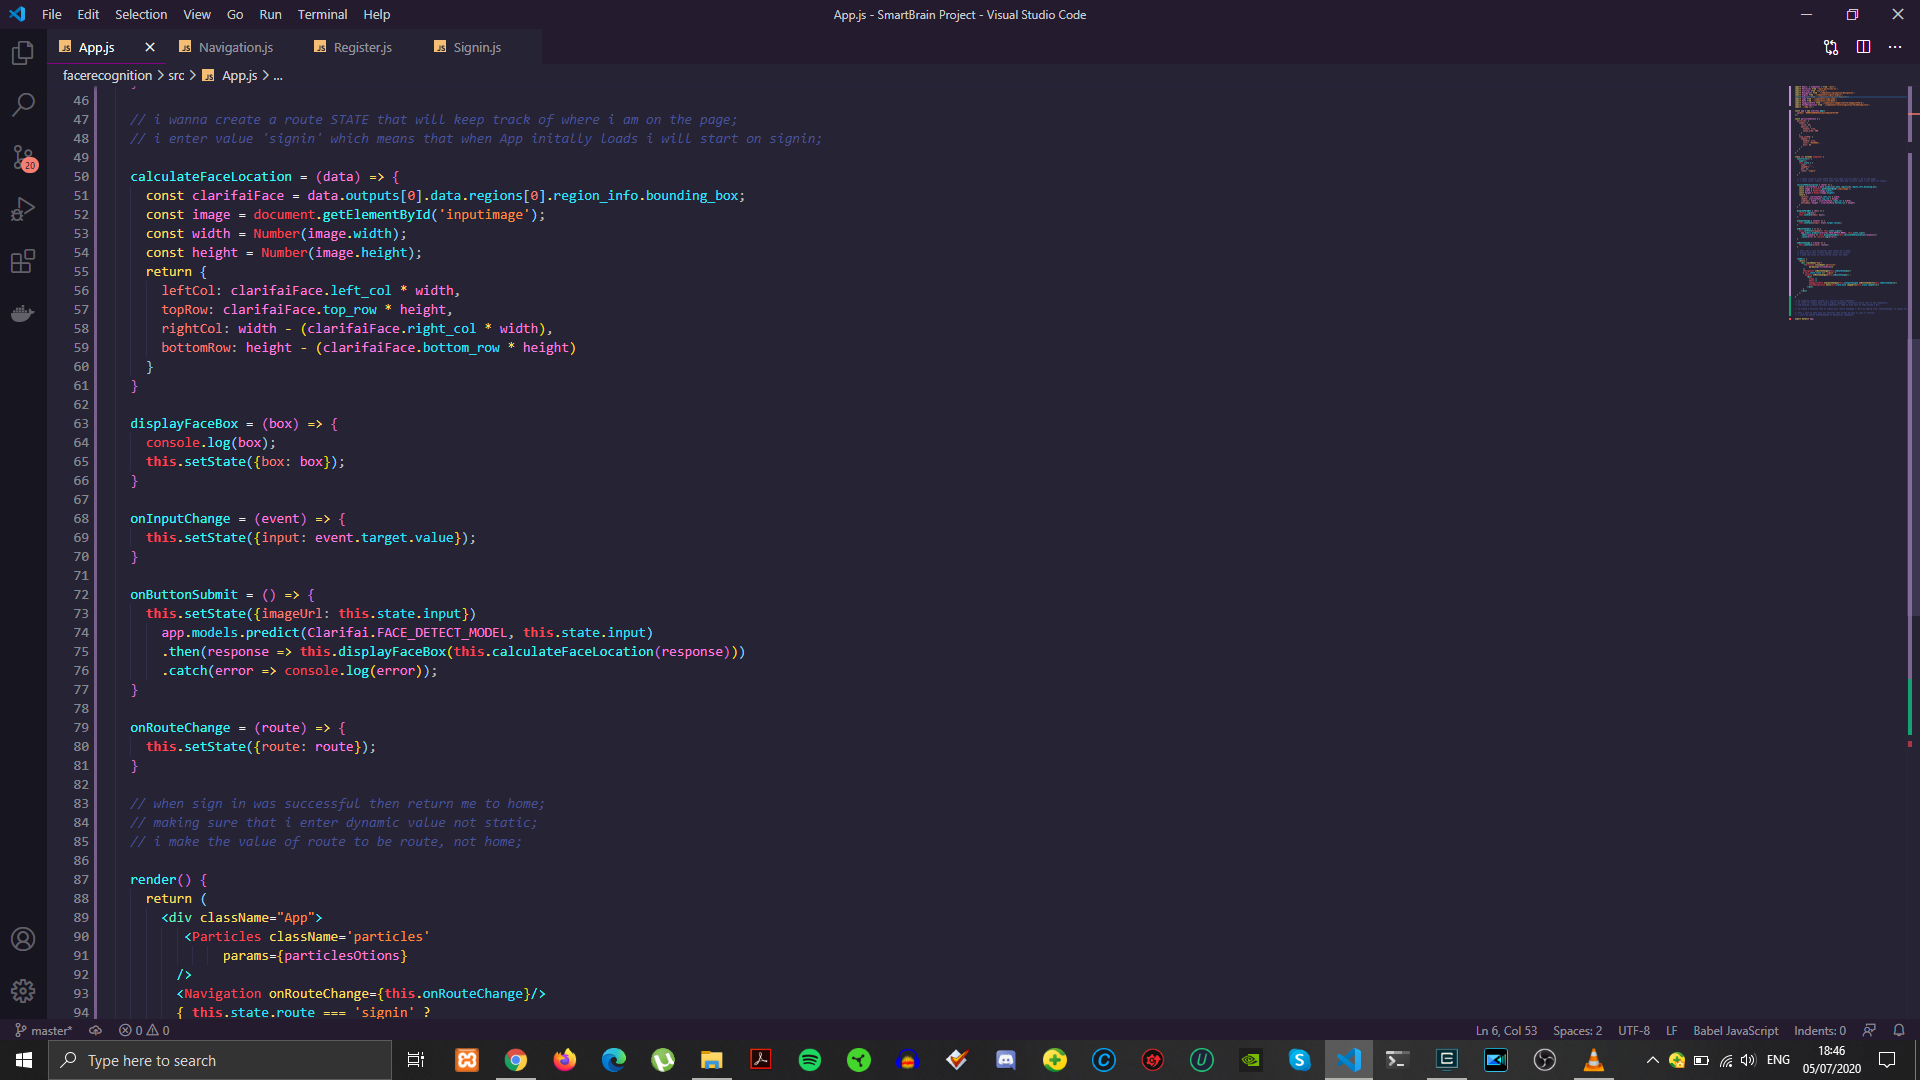 File Edit Selection View Go Run Terminal Help
App.js - SmartBrain Project - Visual Studio Code
App.js Navigation.js Register.js Signin.js
facerecognition > src > App.js > ...
46
47 // i wanna create a route STATE that will keep track of where i am on the page;
48 // i enter value 'signin' which means that when App initally loads i will start on signin;
49
50 calculateFaceLocation = (data) => {
51 const clarifaiFace = data.outputs[0].data.regions[0].region_info.bounding_box;
52 const image = document.getElementById('inputimage');
53 const width = Number(image.width);
54 const height = Number(image.height);
55 return {
56 leftCol: clarifaiFace.left_col * width,
57 topRow: clarifaiFace.top_row * height,
58 rightCol: width - (clarifaiFace.right_col * width),
59 bottomRow: height - (clarifaiFace.bottom_row * height)
60 }
61 }
62
63 displayFaceBox = (box) => {
64 console.log(box);
65 this.setState({box: box});
66 }
67
68 onInputChange = (event) => {
69 this.setState({input: event.target.value});
70 }
71
72 onButtonSubmit = () => {
73 this.setState({imageUrl: this.state.input})
74 app.models.predict(Clarifai.FACE_DETECT_MODEL, this.state.input)
75 .then(response => this.displayFaceBox(this.calculateFaceLocation(response)))
76 .catch(error => console.log(error));
77 }
78
79 onRouteChange = (route) => {
80 this.setState({route: route});
81 }
82
83 // when sign in was successful then return me to home;
84 // making sure that i enter dynamic value not static;
85 // i make the value of route to be route, not home;
86
87 render() {
88 return (
89 <div className="App">
90 <Particles className='particles'
91 params={particlesOtions}
92 />
93 <Navigation onRouteChange={this.onRouteChange}/>
94 { this.state.route === 'signin' ?
20
master* 0 0 Ln 6, Col 53 Spaces: 2 UTF-8 LF Babel JavaScript Indents: 0
Type here to search
ENG 18:46
05/07/2020